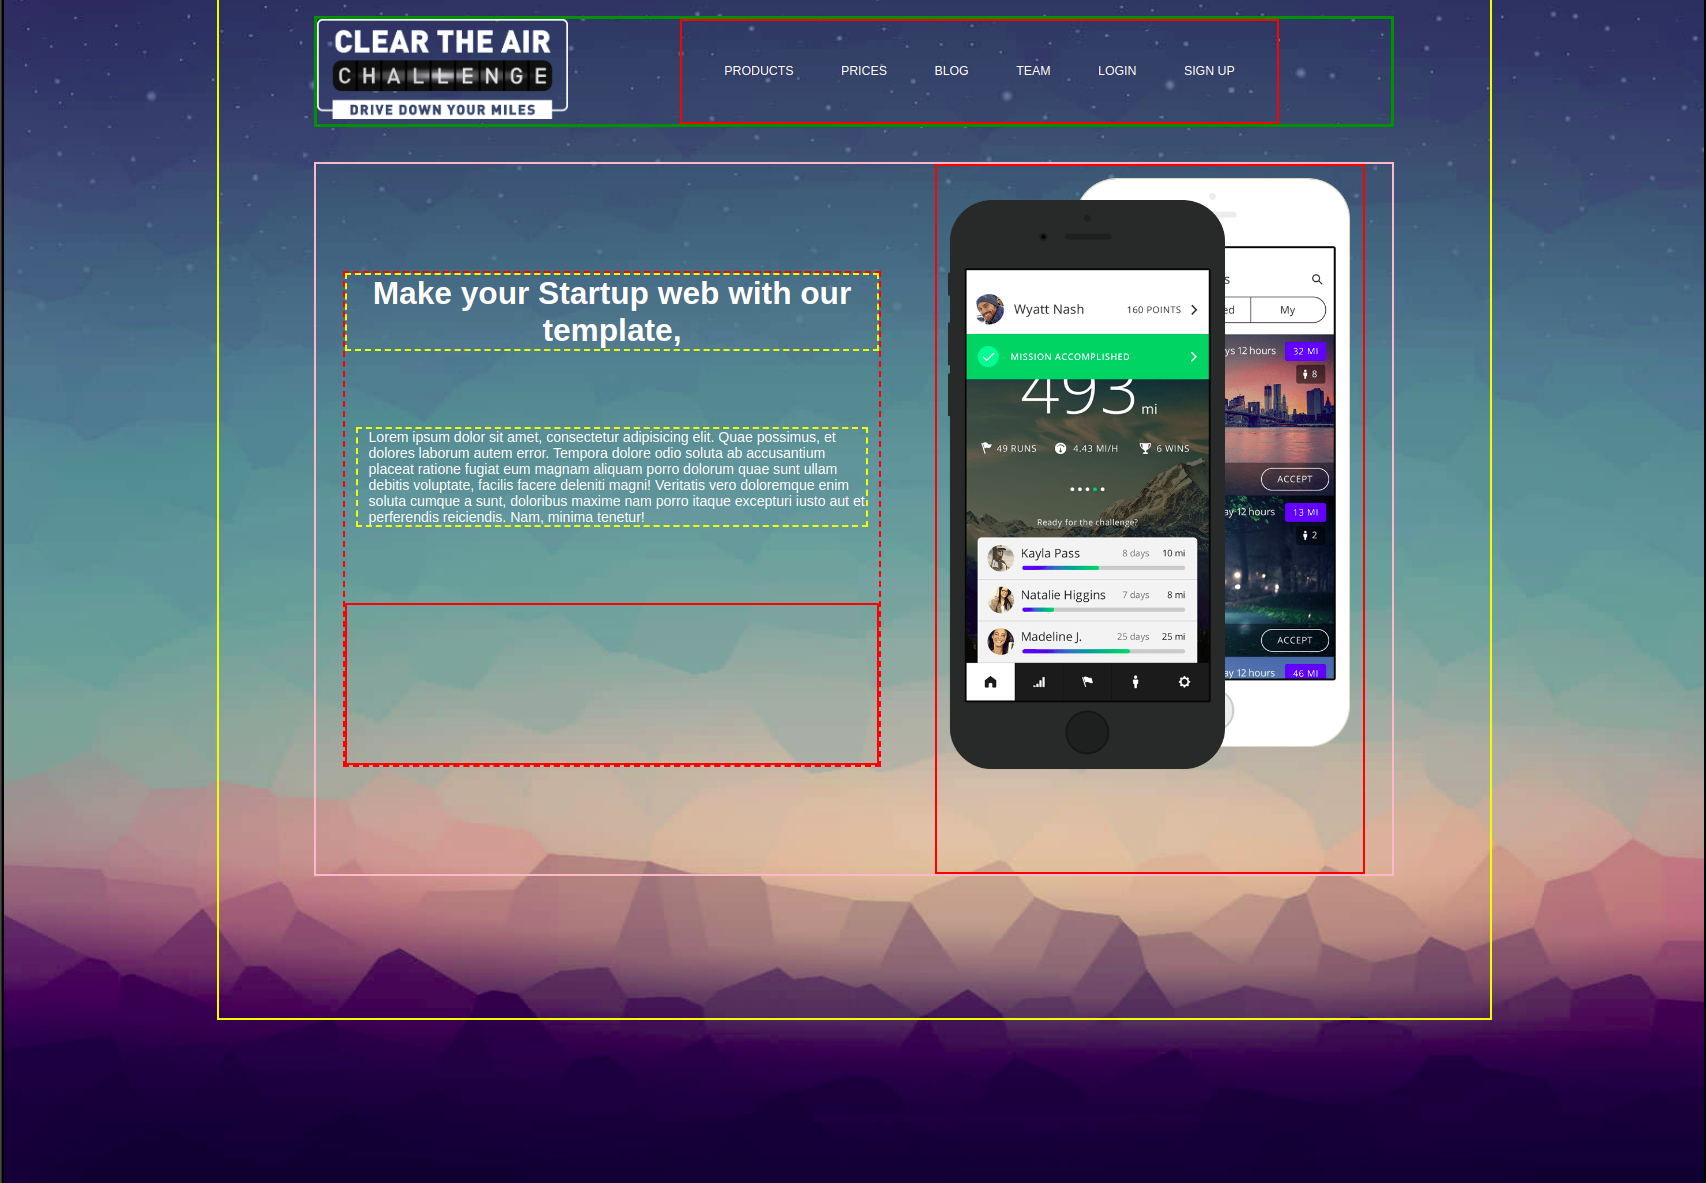 CLEAR THE AIR
CHALLENGE
DRIVE DOWN YOUR MILES
PRODUCTS PRICES BLOG TEAM LOGIN SIGN UP
Make your Startup web with our
template,
Lorem ipsum dolor sit amet, consectetur adipisicing elit. Quae possimus, et
dolores laborum autem error. Tempora dolore odio soluta ab accusantium
placeat ratione fugiat eum magnam aliquam porro dolorum quae sunt ullam
debitis voluptate, facilis facere deleniti magni! Veritatis vero doloremque enim
soluta cumque a sunt, doloribus maxime nam porro itaque excepturi iusto aut et
perferendis reiciendis. Nam, minima tenetur!
Wyatt Nash 160 POINTS
MISSION ACCOMPLISHED
493 mi
49 RUNS 4.43 MI/H 6 WINS
Ready for the challenge?
Kayla Pass 8 days 10 mi
Natalie Higgins 7 days 8 mi
Madeline J. 25 days 25 mi
s
ed My
ys 12 hours 32 MI
8
ACCEPT
ay 12 hours 13 MI
2
ACCEPT
ay 12 hours 46 MI